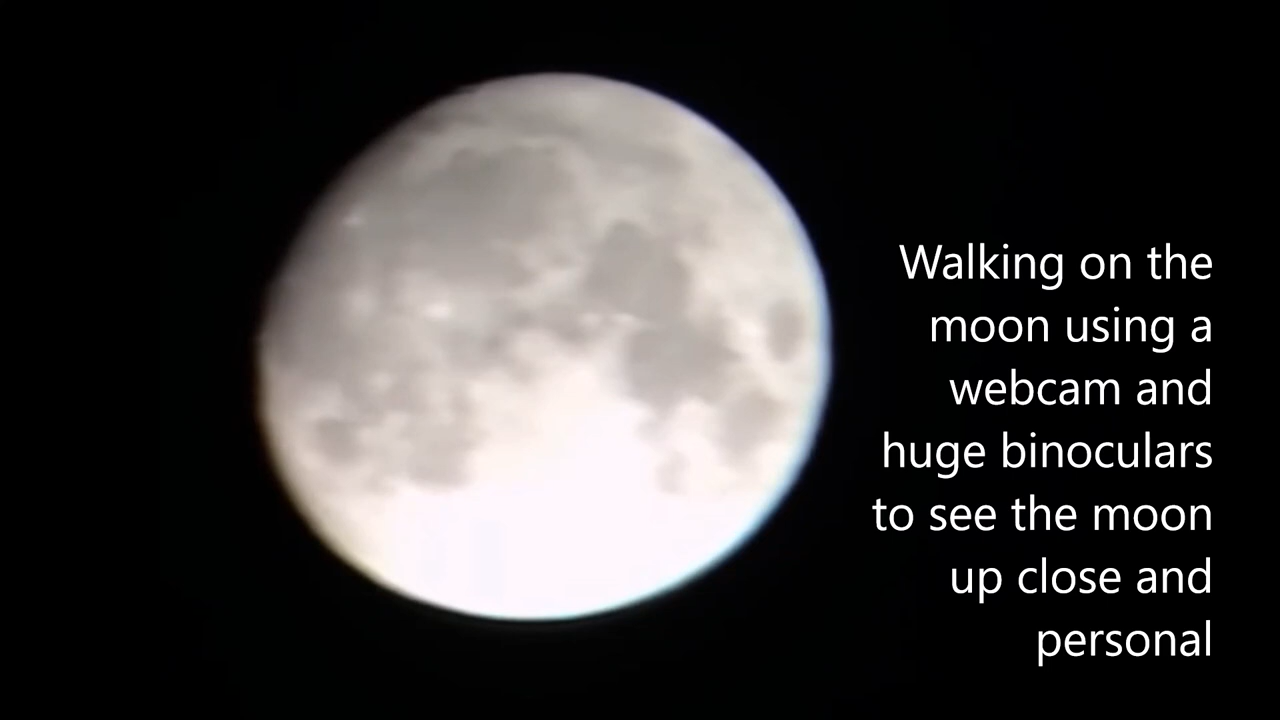 Walking on the
moon using a
webcam and
huge binoculars
to see the moon
up close and
personal